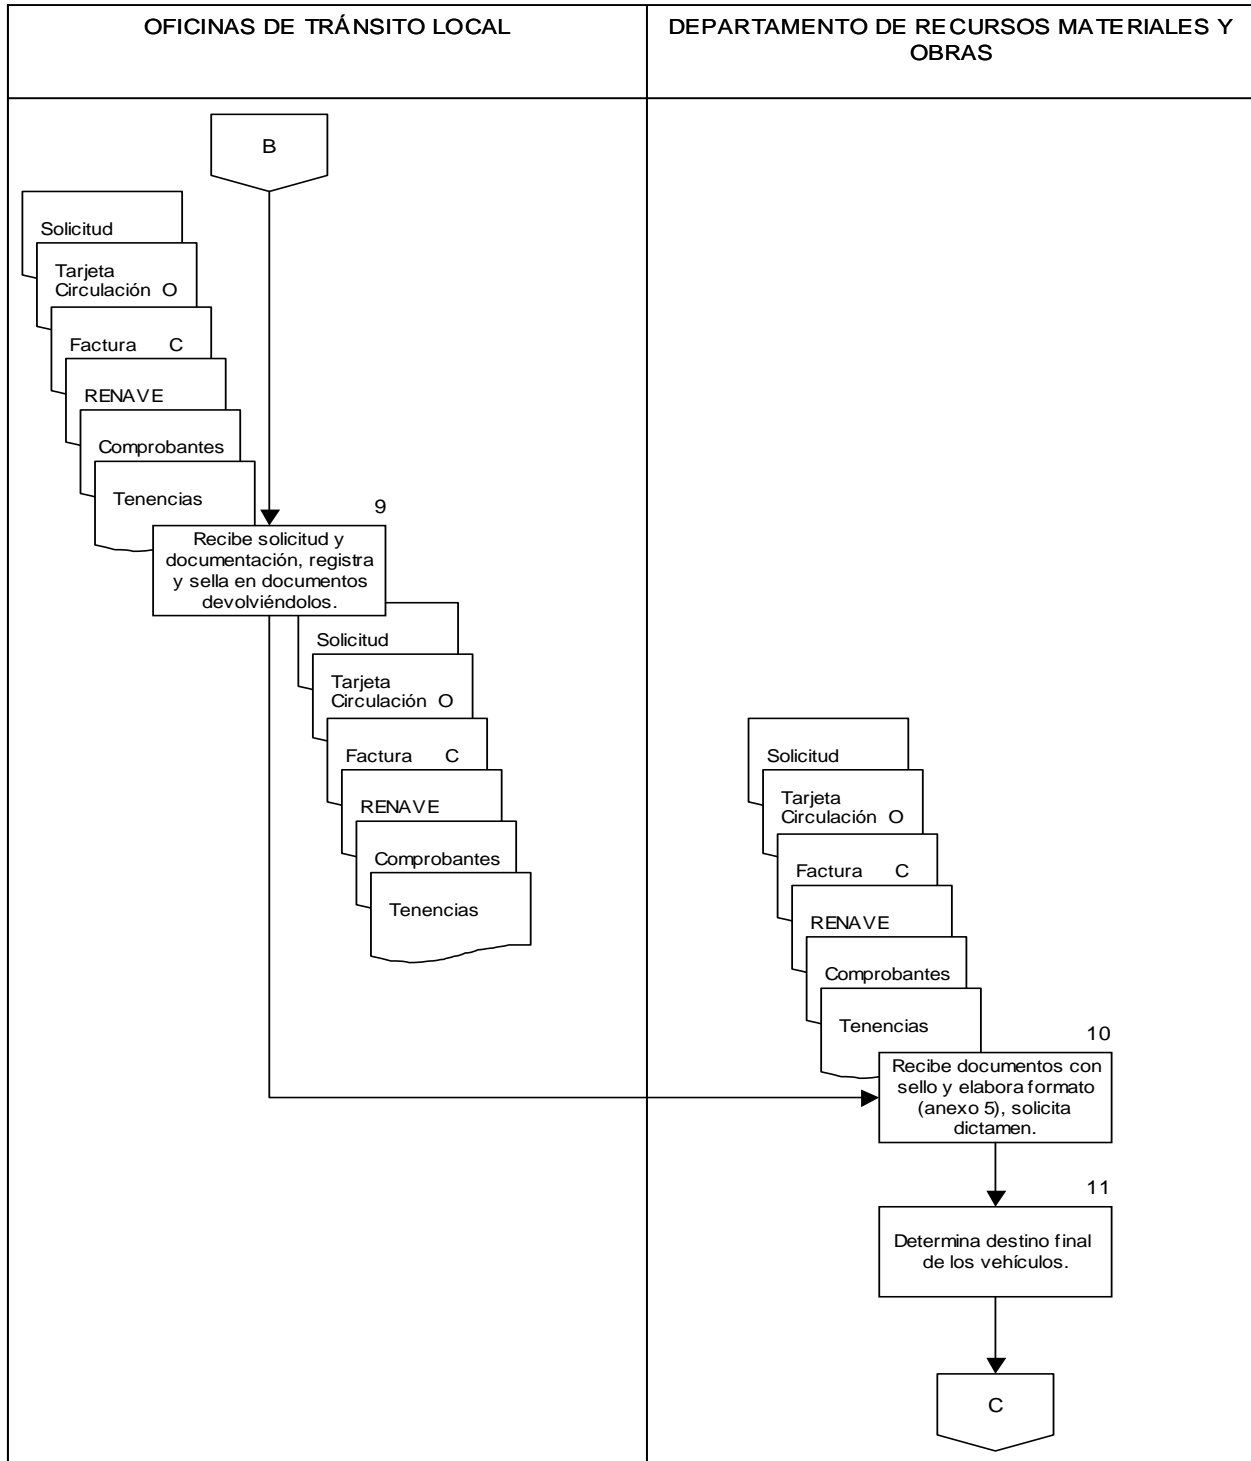 OFICINAS DE TRÁNSITO LOCAL
DEPARTAMENTO DE RECURSOS MATERIALES Y
OBRAS
B
Solicitud
Tarjeta
Circulación O
Factura C
RENAVE
Comprobantes
Tenencias
9
Recibe solicitud y
documentación, registra
y sella en documentos
devolviéndolos.
Solicitud
Tarjeta
Circulación O
Factura C
RENAVE
Comprobantes
Tenencias
Solicitud
Tarjeta
Circulación O
Factura C
RENAVE
Comprobantes
Tenencias
10
Recibe documentos con
sello y elabora formato
(anexo 5), solicita
dictamen.
11
Determina destino final
de los vehículos.
C